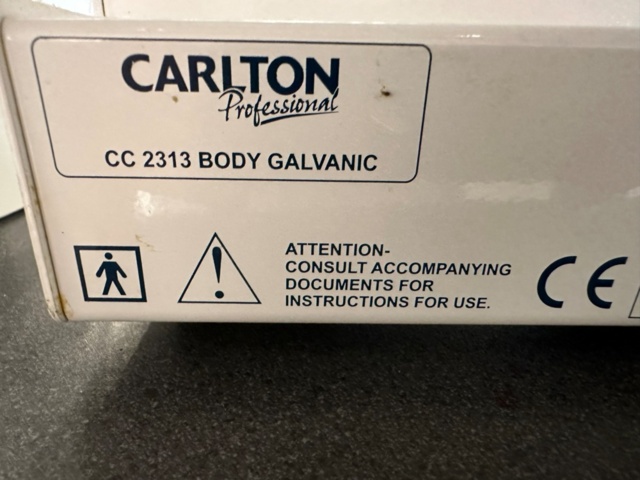 CARLTON
Professional
CC 2313 BODY GALVANIC
ATTENTION-
CONSULT ACCOMPANYING
DOCUMENTS FOR
INSTRUCTIONS FOR USE.
CE